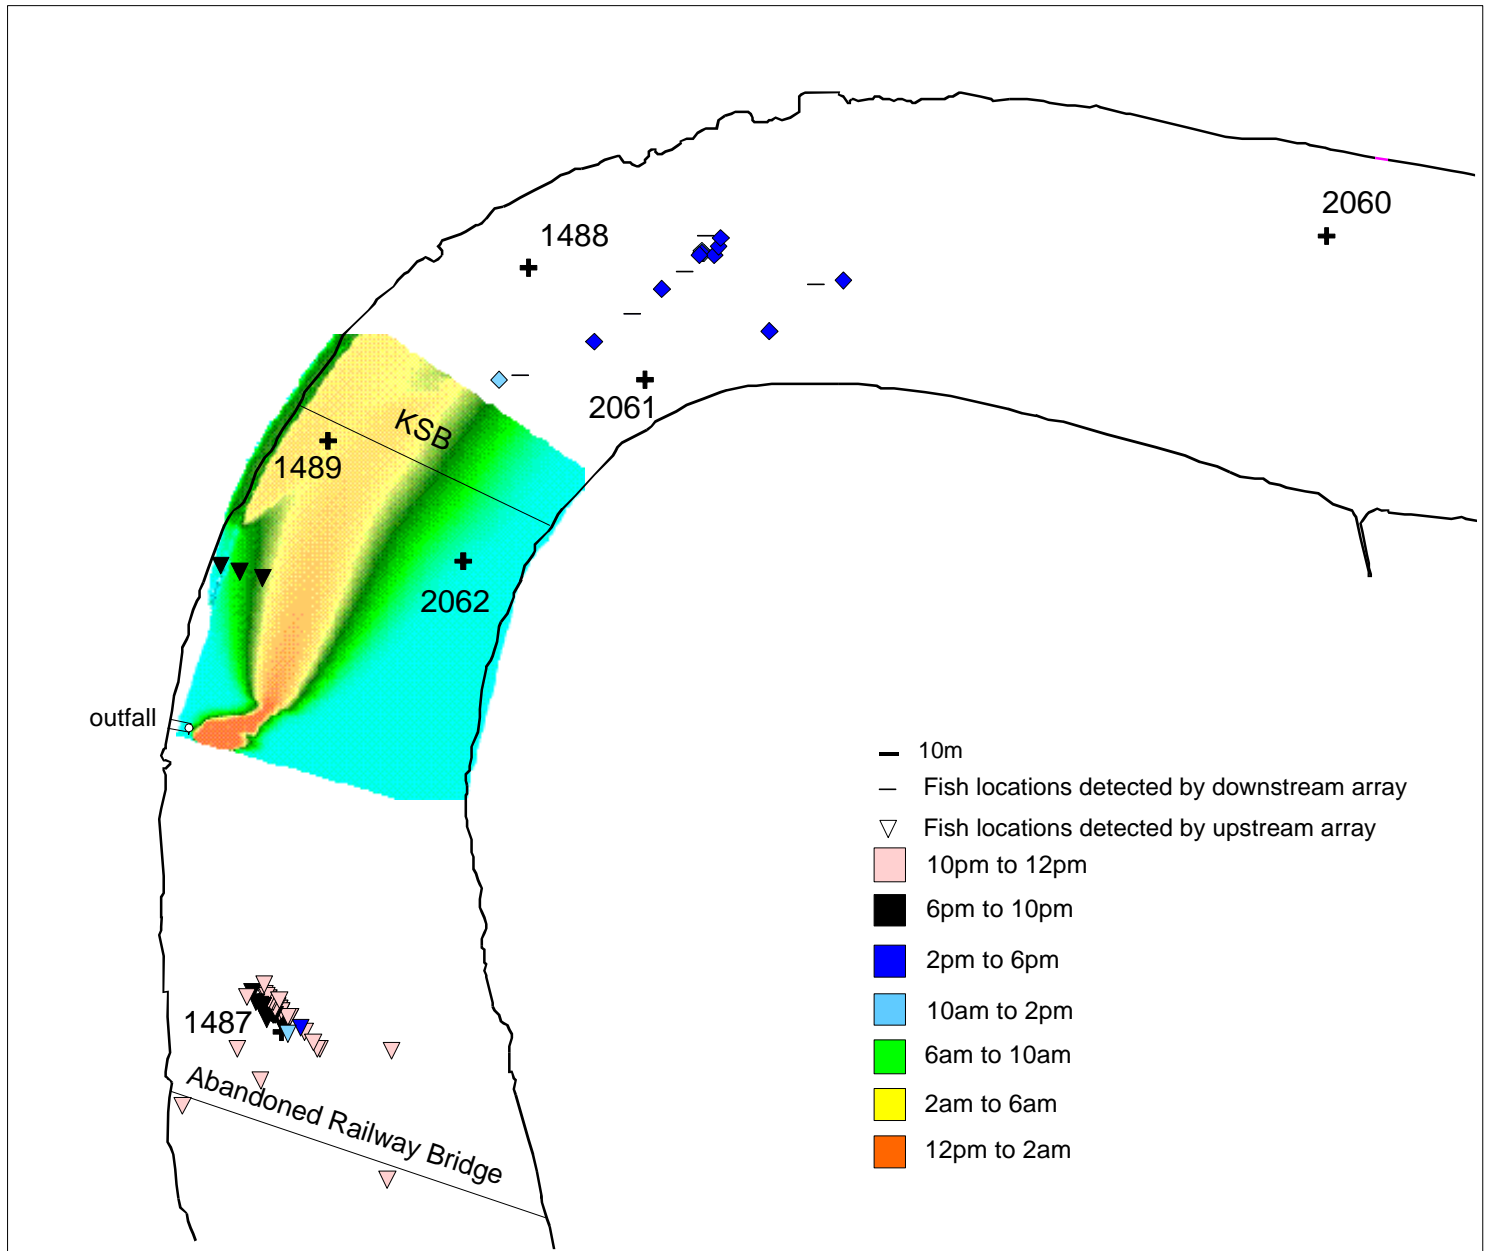 2060
1488
2061
KSB
1489
2062
outfall
10m
Fish locations detected by downstream array
Fish locations detected by upstream array
10pm to 12pm
6pm to 10pm
2pm to 6pm
10am to 2pm
6am to 10am
2am to 6am
12pm to 2am
1487
Abandoned Railway Bridge